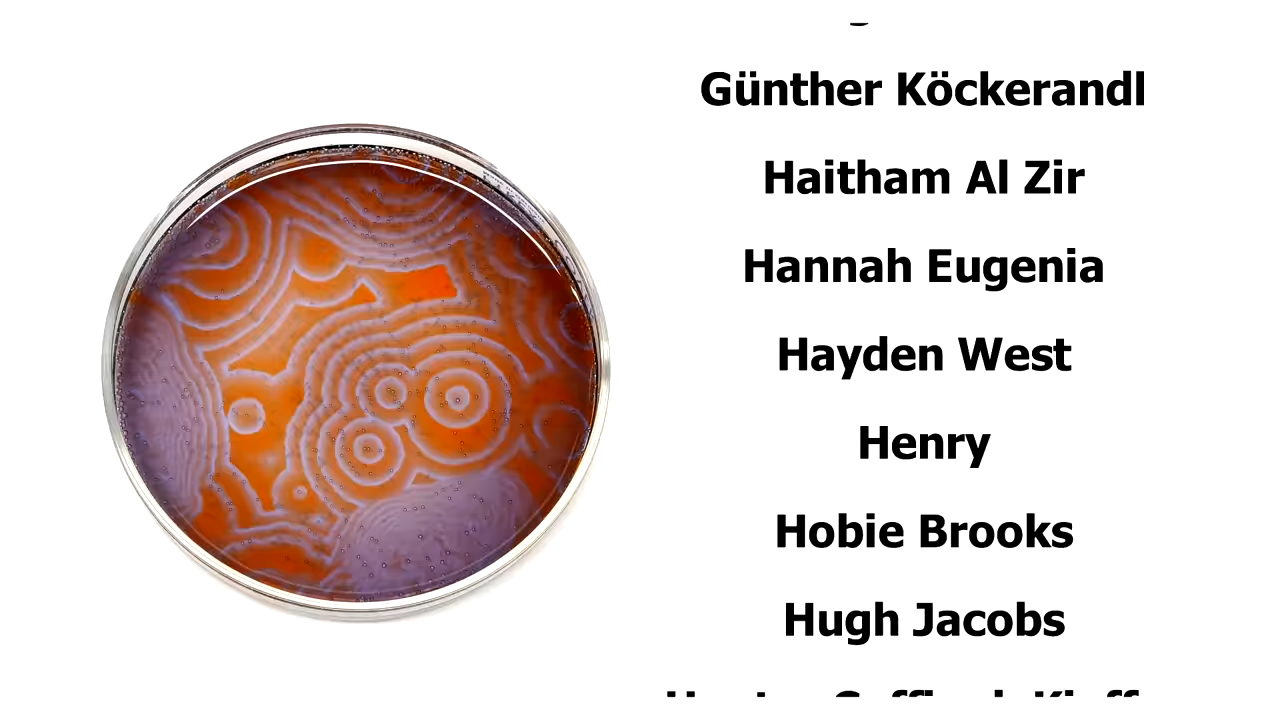 Günther Köckerandl
Haitham Al Zir
Hannah Eugenia
Hayden West
Henry
Hobie Brooks
Hugh Jacobs